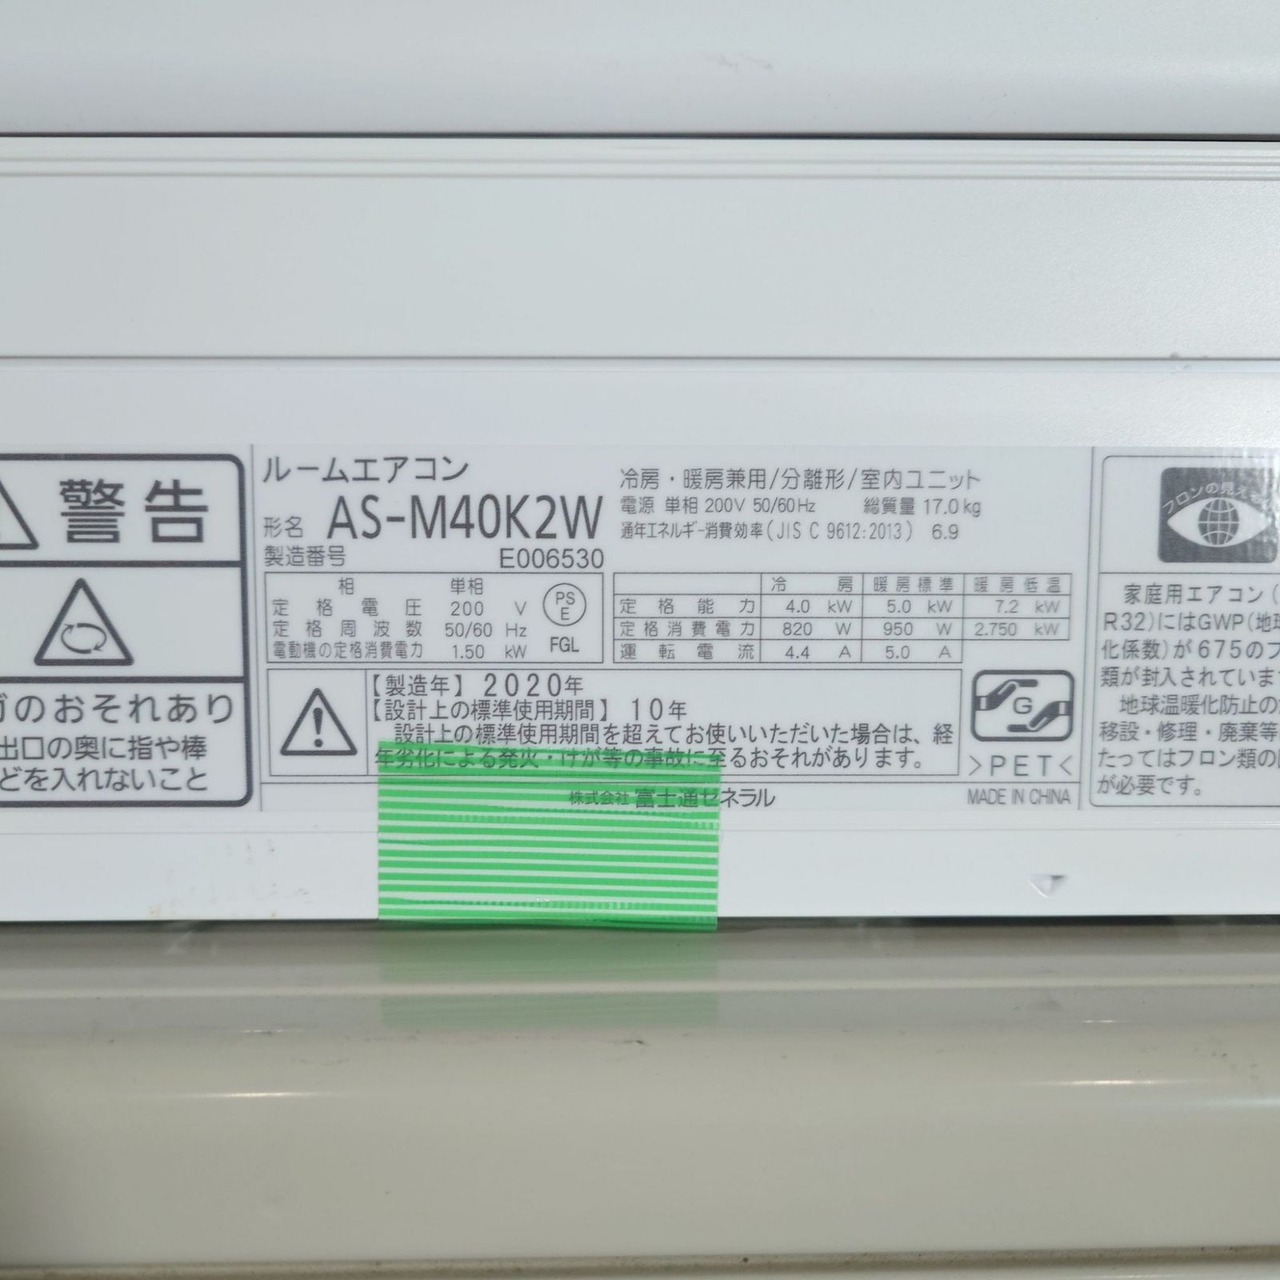 警告
のおそれあり
出口の奥に指や棒
どを入れないこと
ルームエアコン
形名 AS-M40K2W
製造番号 E006530
冷房・暖房兼用/分離形/室内ユニット
電源 単相 200V 50/60Hz 総質量 17.0kg
通年エネルギー消費効率(JIS C 9612:2013) 6.9
相 単相
定格電圧 200 V
定格周波数 50/60 Hz
電動機の定格消費電力 1.50 kW
PS
E
FGL
冷房 暖房標準 暖房低温
定格能力 4.0 kW 5.0 kW 7.2 kW
定格消費電力 820 W 950 W 2.750 kW
運転電流 4.4 A 5.0 A
【製造年】2020年
【設計上の標準使用期間】10年
設計上の標準使用期間を超えてお使いいただいた場合は、経
年劣化による発火・けが等の事故に至るおそれがあります。
G
>PET<
株式会社 富士通ゼネラル
MADE IN CHINA
フロンの見え
家庭用エアコン(
R32)にはGWP(地球
化係数)が675のフ
類が封入されています
地球温暖化防止の
移設・修理・廃棄等
たってはフロン類の
が必要です。